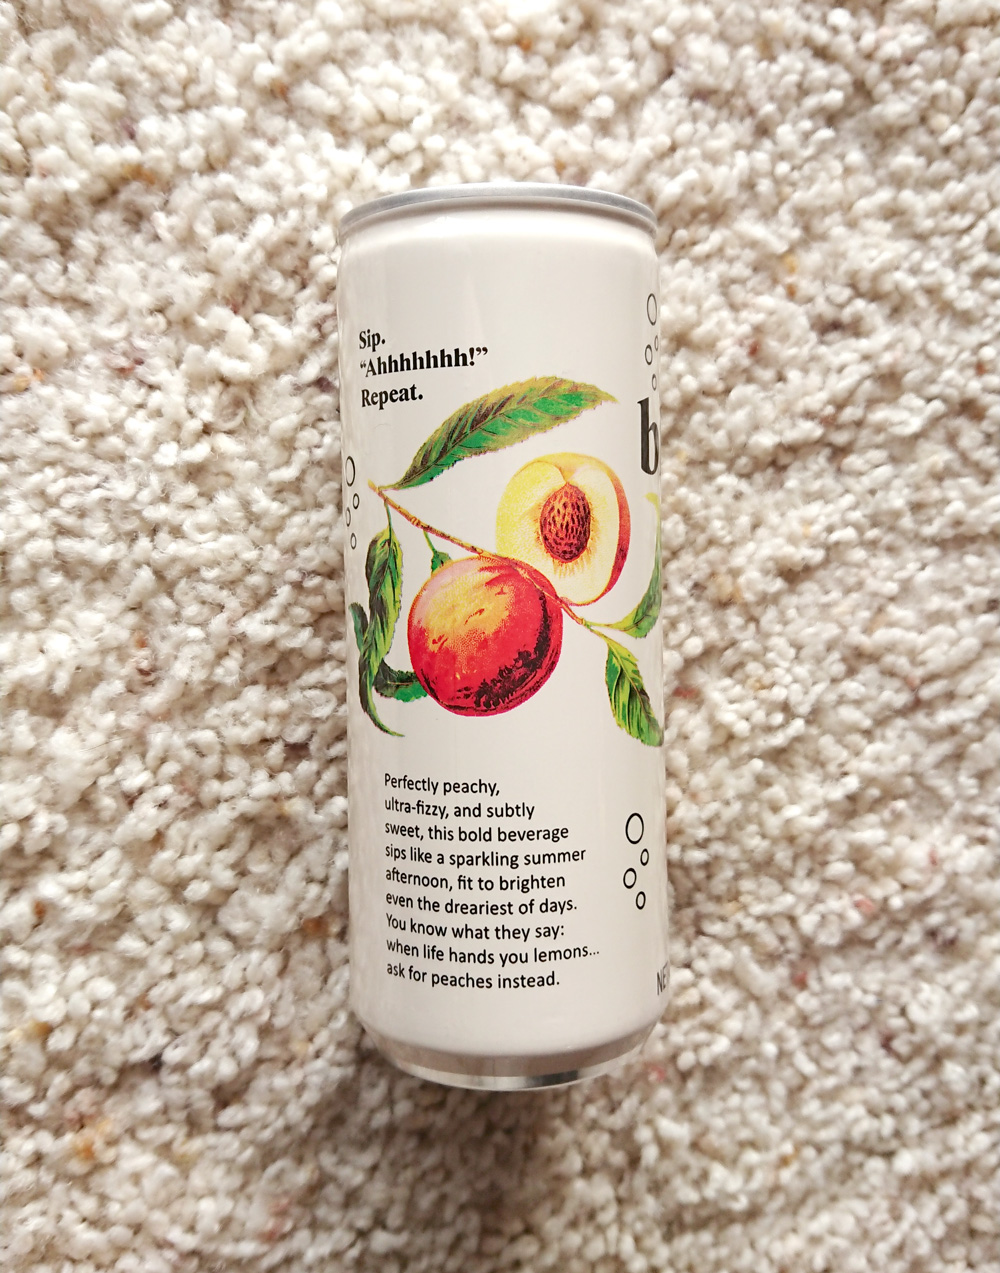 Sip.
“Ahhhhhhh!”
Repeat.
b
Perfectly peachy,
ultra-fizzy, and subtly
sweet, this bold beverage
sips like a sparkling summer
afternoon, fit to brighten
even the dreariest of days.
You know what they say:
when life hands you lemons...
ask for peaches instead.
NE